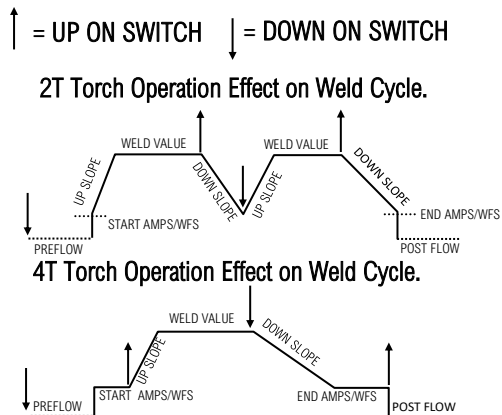 = UP ON SWITCH = DOWN ON SWITCH
2T Torch Operation Effect on Weld Cycle.
WELD VALUE WELD VALUE
UP SLOPE DOWN SLOPE UP SLOPE DOWN SLOPE
START AMPS/WFS END AMPS/WFS
PREFLOW POST FLOW
4T Torch Operation Effect on Weld Cycle.
WELD VALUE
UP SLOPE DOWN SLOPE
START AMPS/WFS END AMPS/WFS
PREFLOW POST FLOW